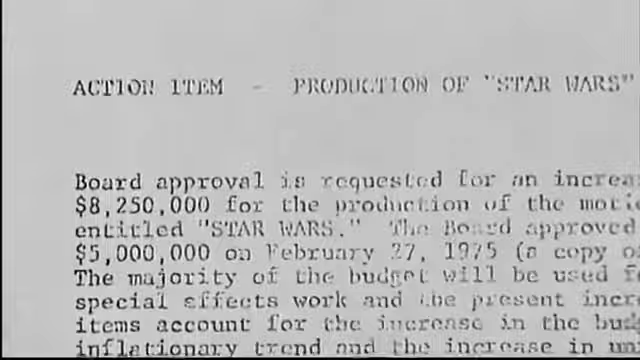 ACTION ITEM - PRODUCTION OF "STAR WARS"
Board approval is requested for an increa
$8,250,000 for the production of the moti
entitled "STAR WARS." The Board approved
$5,000,000 on February 27, 1975 (a copy o
The majority of the budget will be used f
special effects work and the present incr
items account for the increase in the bud
inflationary trend and the increase in un